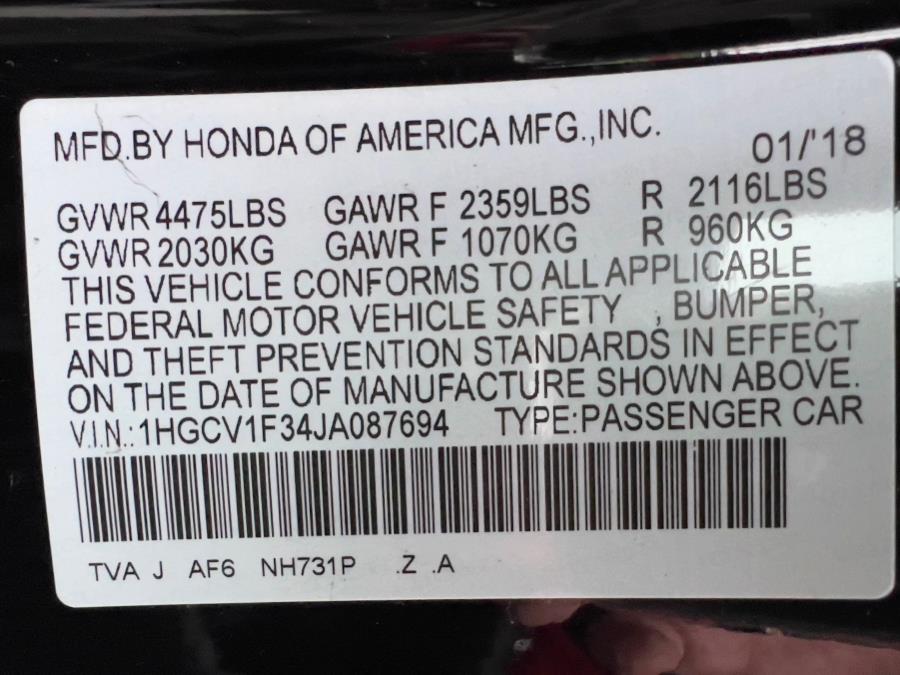 MFD.BY HONDA OF AMERICA MFG.,INC.
01/'18
GVWR 4475LBS GAWR F 2359LBS R 2116LBS
GVWR 2030KG GAWR F 1070KG R 960KG
THIS VEHICLE CONFORMS TO ALL APPLICABLE
FEDERAL MOTOR VEHICLE SAFETY , BUMPER,
AND THEFT PREVENTION STANDARDS IN EFFECT
ON THE DATE OF MANUFACTURE SHOWN ABOVE.
V.I.N.: 1HGCV1F34JA087694 TYPE:PASSENGER CAR
TVA J AF6 NH731P .Z .A